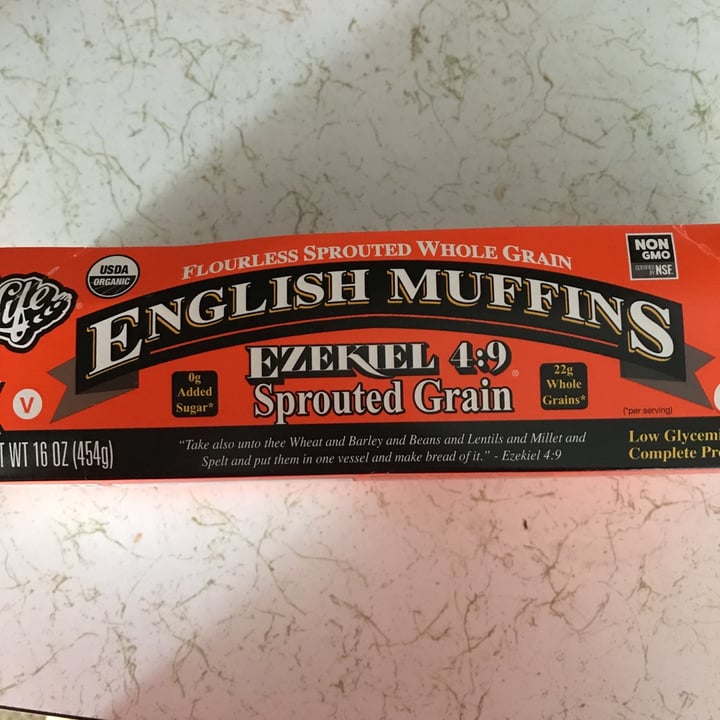 FLOURLESS SPROUTED WHOLE GRAIN
USDA
ORGANIC
NON
GMO
CERTIFIED BY NSF
Life
ENGLISH MUFFINS
EZEKIEL 4:9
Sprouted Grain
0g
Added
Sugar*
22g
Whole
Grains*
(*per serving)
V
WT 16 OZ (454g)
"Take also unto thee Wheat and Barley and Beans and Lentils and Millet and
Spelt and put them in one vessel and make bread of it." - Ezekiel 4:9
Low Glycemi
Complete Pr